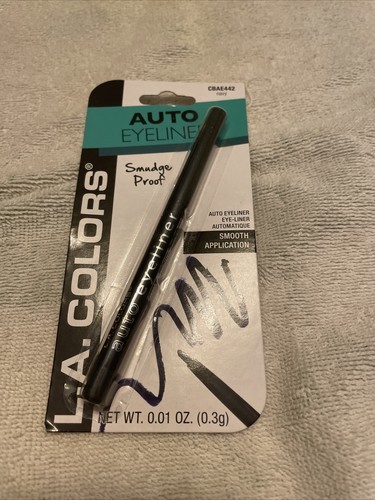 CBAE442
navy
AUTO
EYELINER
Smudge
Proof
AUTO EYELINER
EYE-LINER
AUTOMATIQUE
SMOOTH
APPLICATION
L.A. COLORS®
auto eyeliner
NET WT. 0.01 OZ. (0.3g)